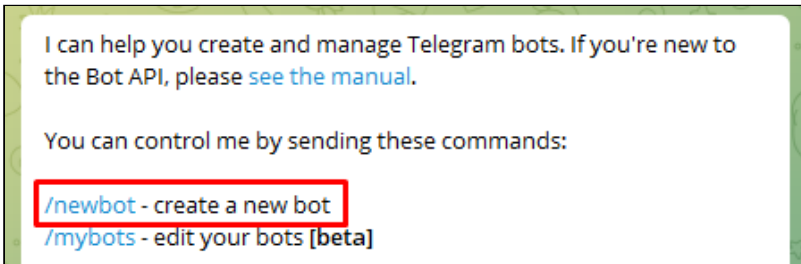 I can help you create and manage Telegram bots. If you're new to
the Bot API, please see the manual.
You can control me by sending these commands:
/newbot - create a new bot
/mybots - edit your bots [beta]